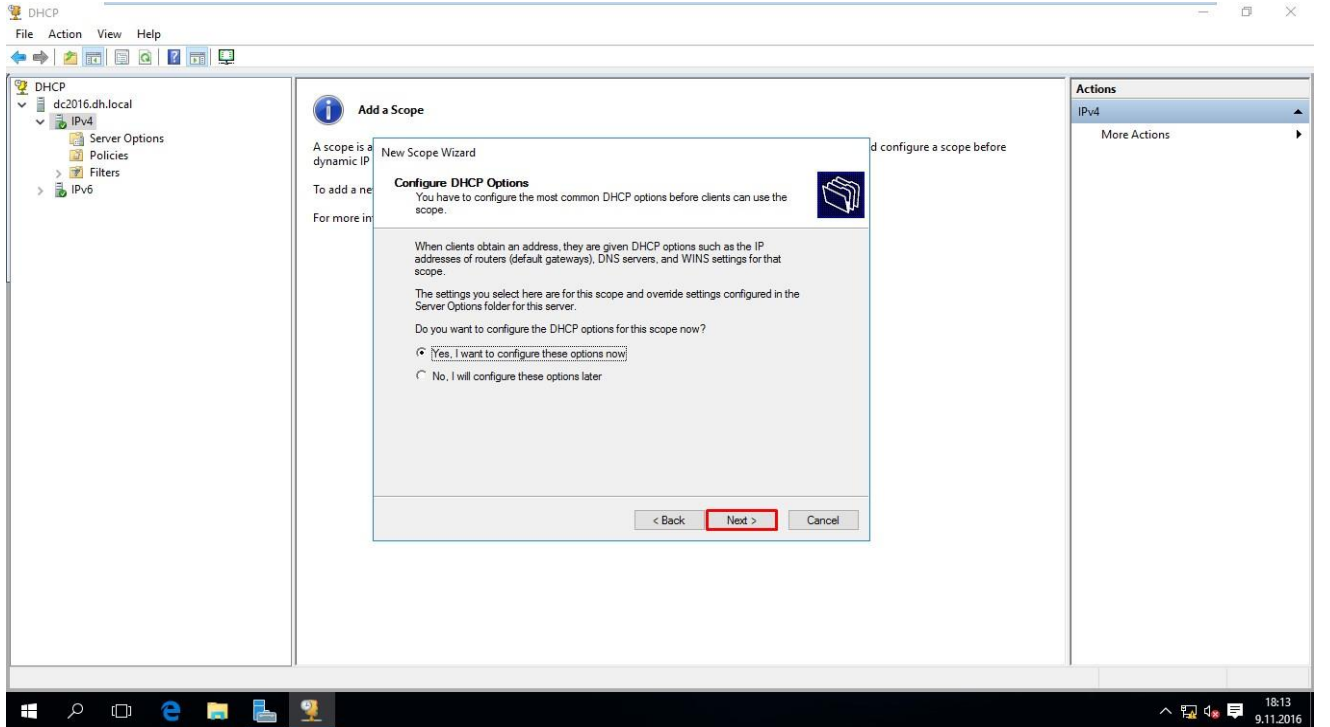 DHCP
File Action View Help
DHCP
dc2016.dh.local
IPv4
Server Options
Policies
Filters
IPv6
Add a Scope
A scope is a
d configure a scope before
dynamic IP
To add a ne
For more in
New Scope Wizard
Configure DHCP Options
You have to configure the most common DHCP options before clients can use the
scope.
When clients obtain an address, they are given DHCP options such as the IP
addresses of routers (default gateways), DNS servers, and WINS settings for that
scope.
The settings you select here are for this scope and override settings configured in the
Server Options folder for this server.
Do you want to configure the DHCP options for this scope now?
Yes, I want to configure these options now
No, I will configure these options later
< Back Next > Cancel
Actions
IPv4
More Actions
18:13
9.11.2016